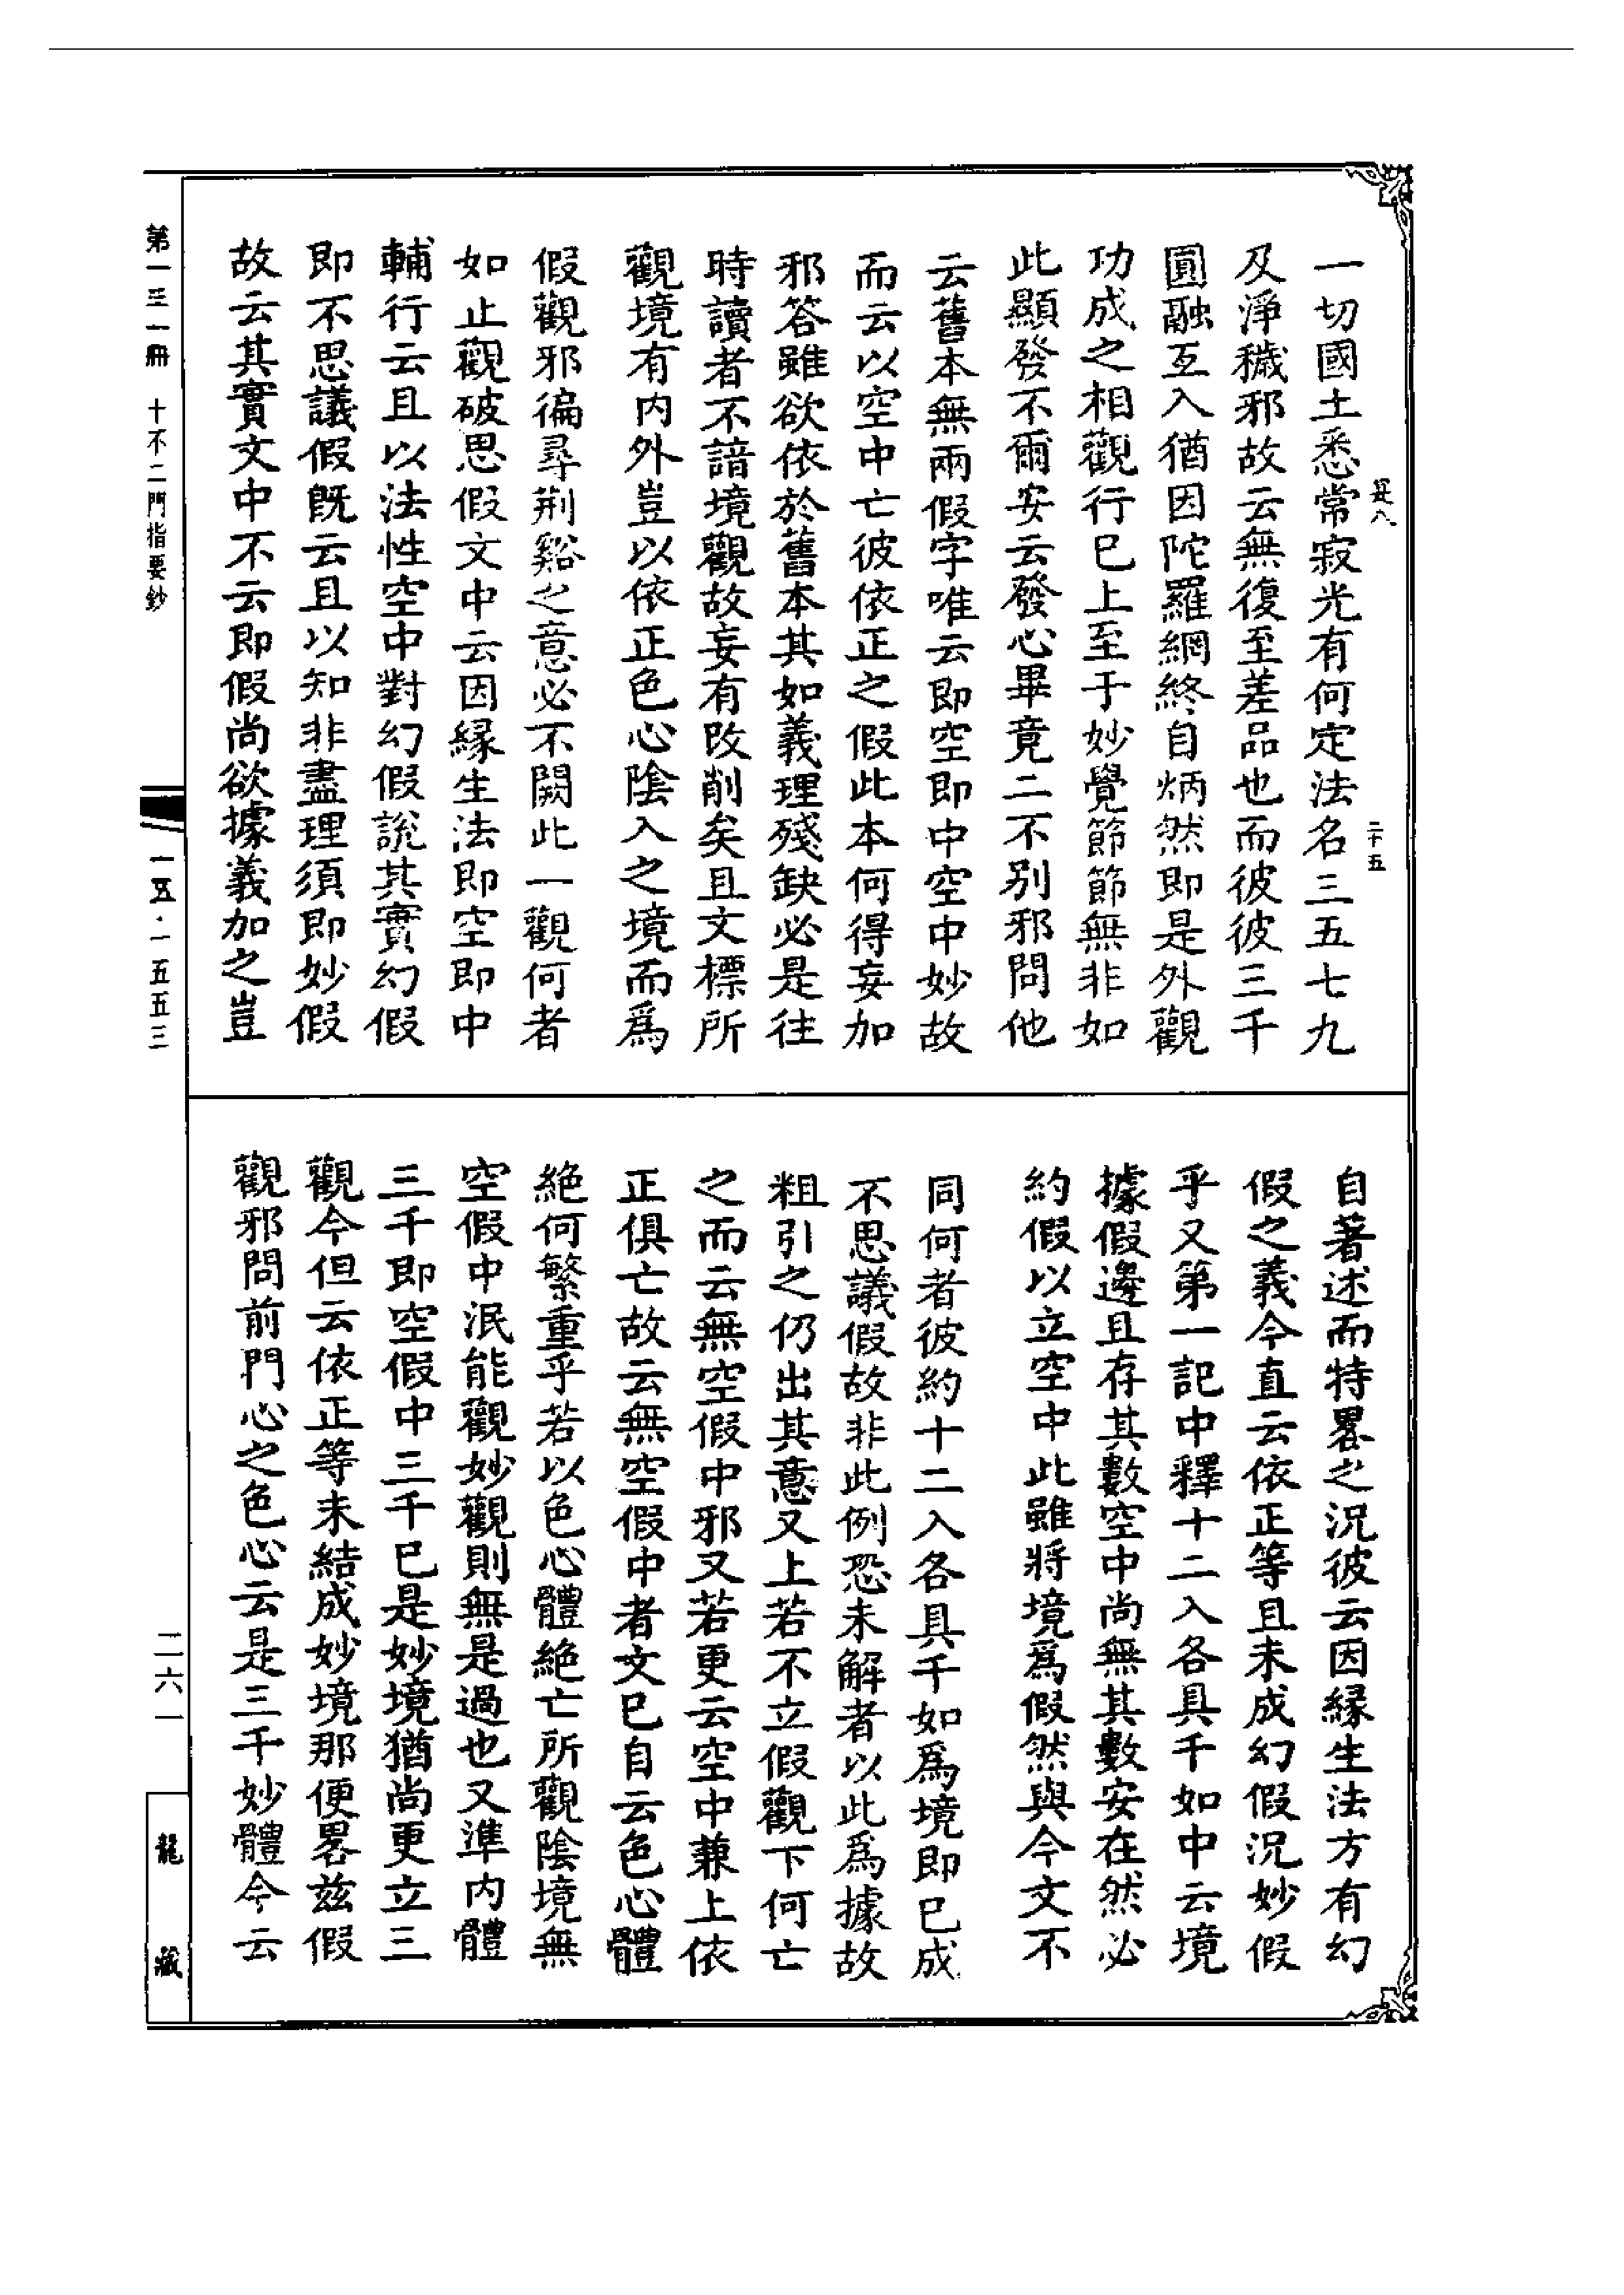 一切國土悉常寂光有何定法名三五七九
及淨穢邪故云無復至差品也而彼彼三千
圓融互入猶因陀羅網終自炳然即是外觀
功成之相觀行已上至于妙覺節節無非如
此顯發不爾安云發心畢竟二不別邪問他
云舊本無兩假字唯云即空即中空中妙故
而云以空中亡彼依正之假此本何得妄加
邪答雖欲依於舊本其如義理殘缺必是往
時讀者不諳境觀故妄有改削矣且文標所
觀境有內外豈以依正色心陰入之境而為
假觀邪徧尋荆谿之意必不闕此一觀何者
如止觀破思假文中云因緣生法即空即中
輔行云且以法性空中對幻假說其實幻假
即不思議假既云且以知非盡理須即妙假
故云其實文中不云即假尚欲據義加之豈
自著述而特畧之況彼云因緣生法方有幻
假之義今直云依正等且未成幻假況妙假
乎又第一記中釋十二入各具千如中云境
據假邊且存其數空中尚無其數安在然必
約假以立空中此雖將境為假然與今文不
同何者彼約十二入各具千如為境即已成
不思議假故非此例恐未解者以此為據故
粗引之仍出其意又上若不立假觀下何亡
之而云無空假中邪又若更云空中兼上依
正俱亡故云無空假中者文已自云色心體
絕何繁重乎若以色心體絕亡所觀陰境無
空假中泯能觀妙觀則無是過也又準內體
三千即空假中三千已是妙境猶尚更立三
觀今但云依正等未結成妙境那便畧茲假
觀邪問前門心之色心云是三千妙體今云
二十五
第一三一冊 十不二門指要鈔
一五·一五五三
二六一
龍藏